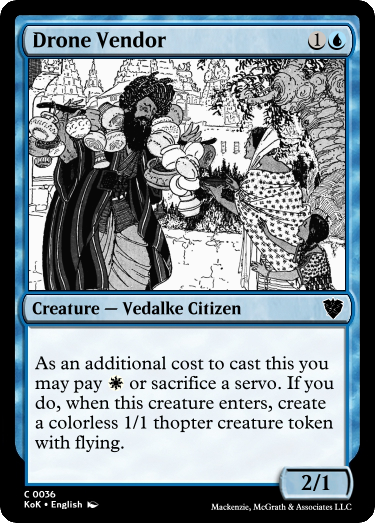 Drone Vendor 1
Creature — Vedalke Citizen
As an additional cost to cast this you
may pay or sacrifice a servo. If you
do, when this creature enters, create
a colorless 1/1 thopter creature token
with flying.
2/1
C 0036
KoK • English
Mackenzie, McGrath & Associates LLC